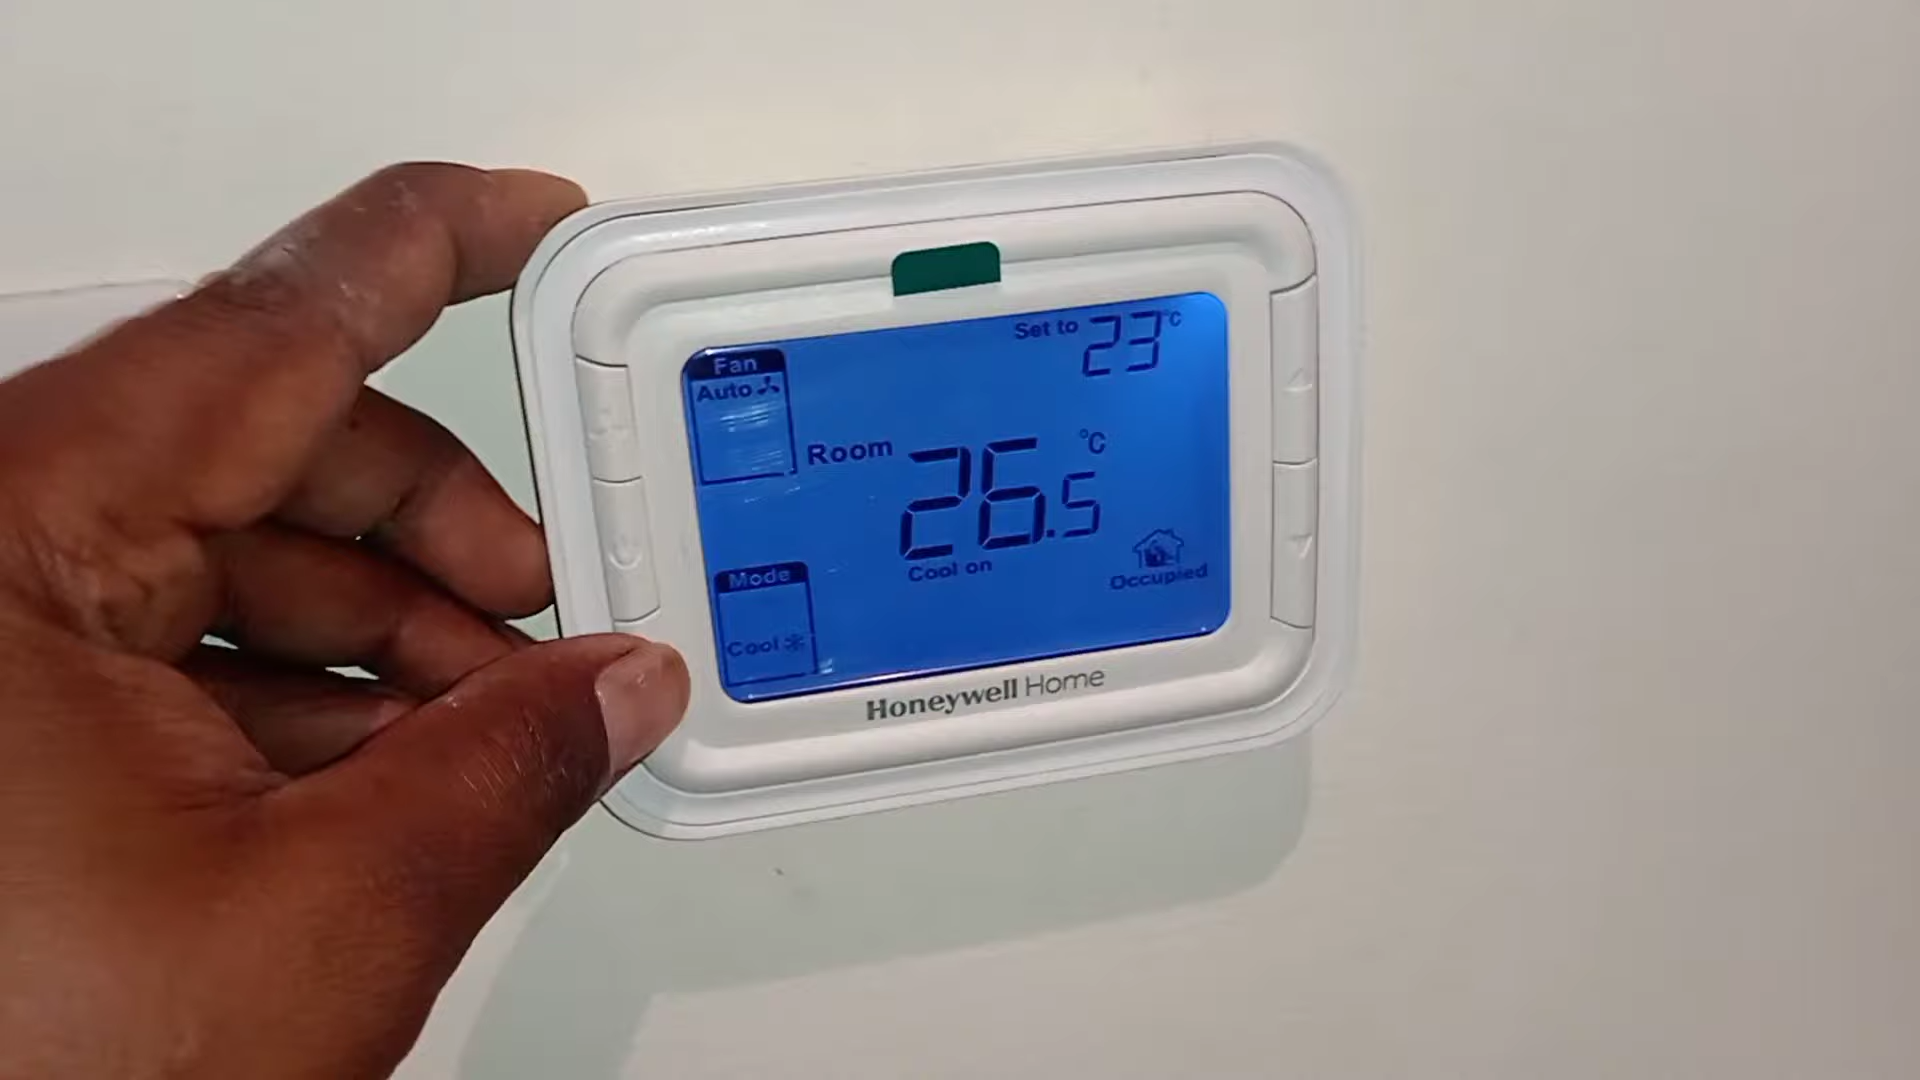 Set to 23°C
Fan
Auto
Room 26.5 °C
Cool on
Occupied
Mode
Cool
Honeywell Home